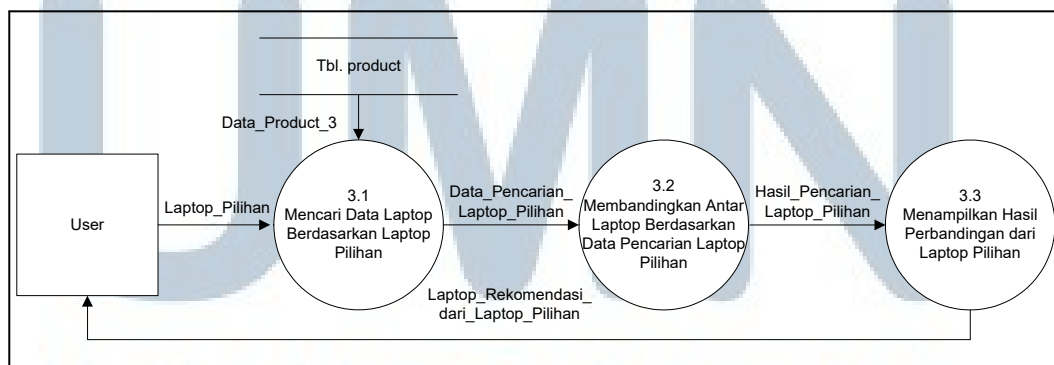 Tbl. product
Data_Product_3
User
Laptop_Pilihan
3.1
Mencari Data Laptop
Berdasarkan Laptop
Pilihan
Data_Pencarian_
Laptop_Pilihan
3.2
Membandingkan Antar
Laptop Berdasarkan
Data Pencarian Laptop
Pilihan
Hasil_Pencarian_
Laptop_Pilihan
3.3
Menampilkan Hasil
Perbandingan dari
Laptop Pilihan
Laptop_Rekomendasi_
dari_Laptop_Pilihan
UMN